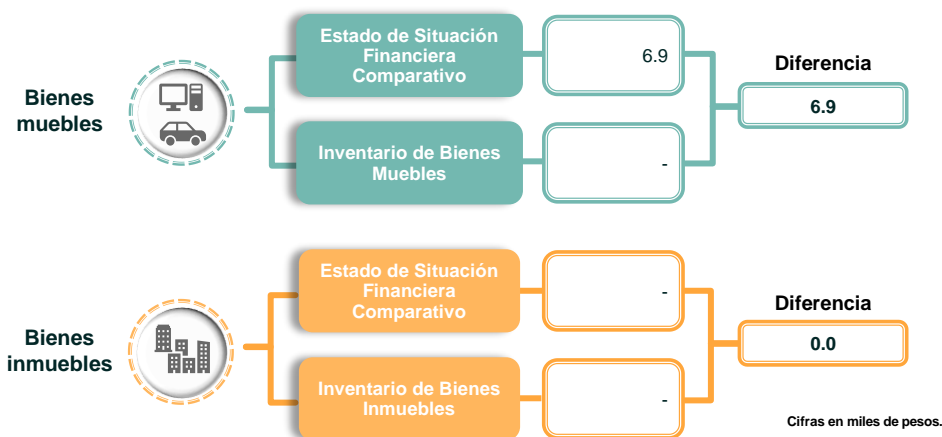 Bienes
muebles
Estado de Situación
Financiera
Comparativo
6.9
Inventario de Bienes
Muebles
-
Diferencia
6.9
Bienes
inmuebles
Estado de Situación
Financiera
Comparativo
-
Inventario de Bienes
Inmuebles
-
Diferencia
0.0
Cifras en miles de pesos.